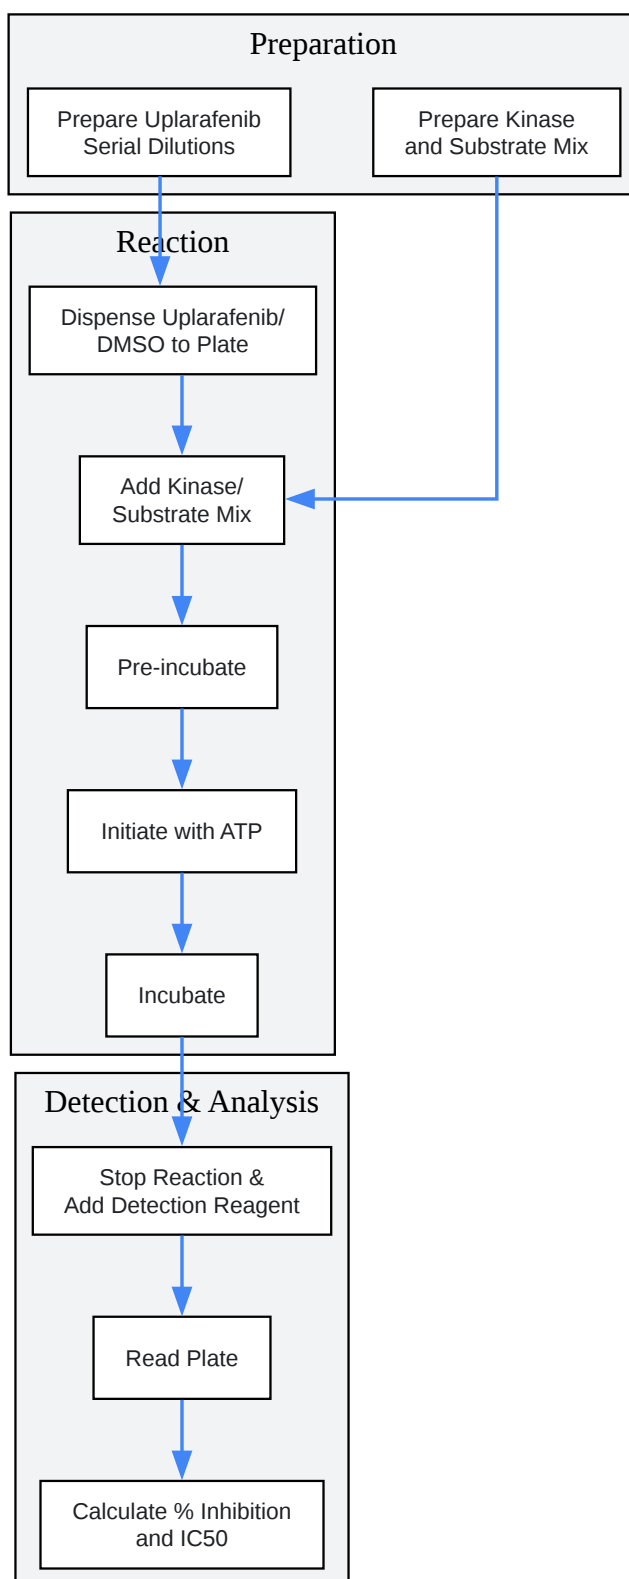 Preparation
Prepare Uplarafenib
Serial Dilutions
Prepare Kinase
and Substrate Mix
Reaction
Dispense Uplarafenib/
DMSO to Plate
Add Kinase/
Substrate Mix
Pre-incubate
Initiate with ATP
Incubate
Detection & Analysis
Stop Reaction &
Add Detection Reagent
Read Plate
Calculate % Inhibition
and IC50